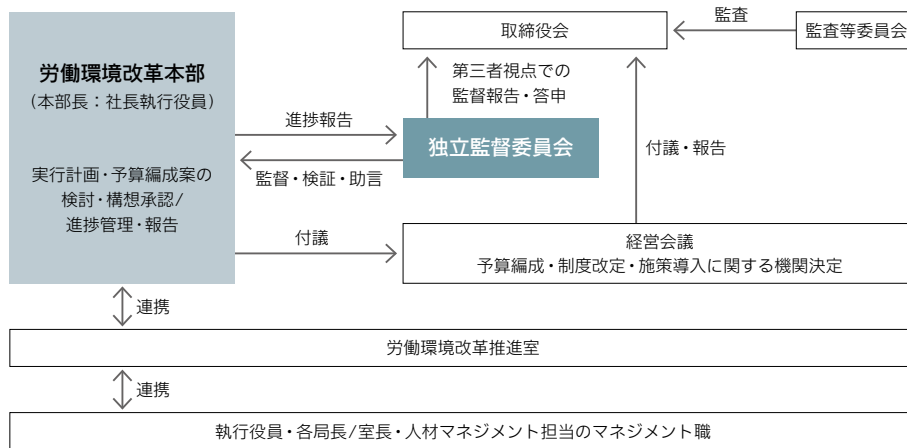 取締役会
監査
監査等委員会
労働環境改革本部
(本部長：社長執行役員)
第三者視点での
監督報告・答申
進捗報告
独立監督委員会
付議・報告
監督・検証・助言
実行計画・予算編成案の
検討・構想承認/
進捗管理・報告
付議
経営会議
予算編成・制度改定・施策導入に関する機関決定
連携
労働環境改革推進室
連携
執行役員・各局長/室長・人材マネジメント担当のマネジメント職